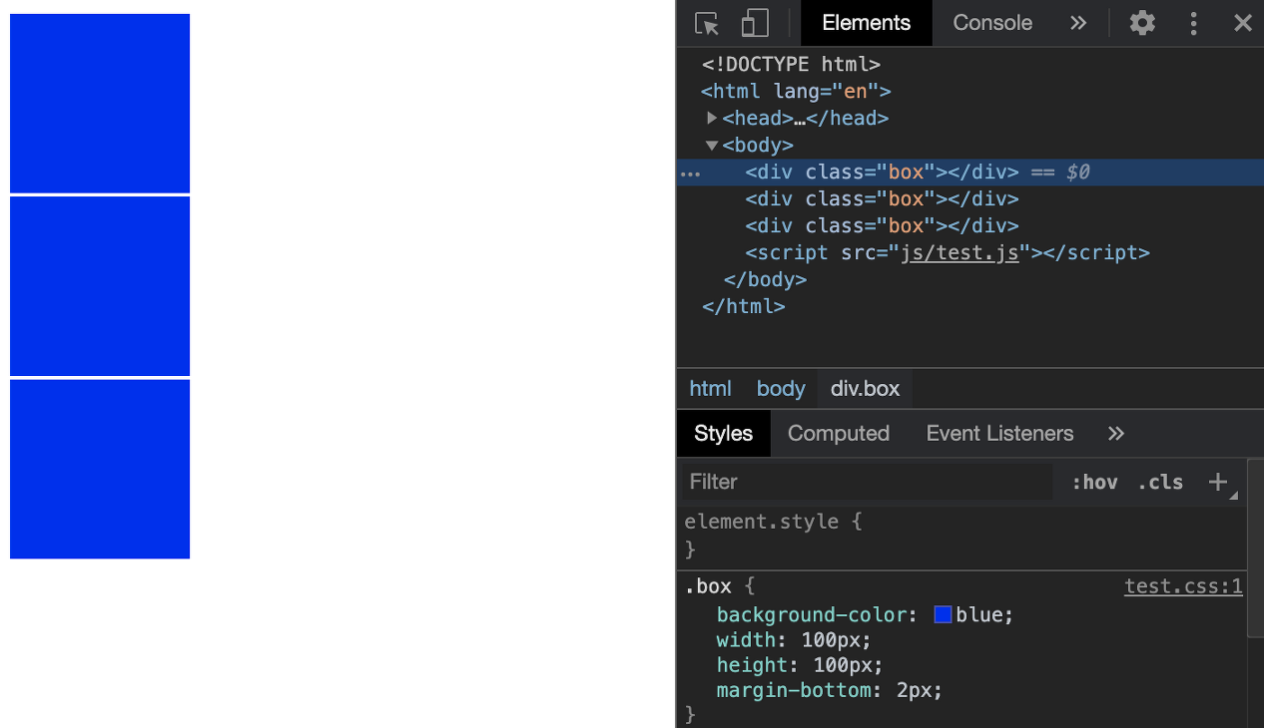 Elements Console »
<!DOCTYPE html>
<html lang="en">
<head>…</head>
<body>
<div class="box"></div> == $0
<div class="box"></div>
<div class="box"></div>
<script src="js/test.js"></script>
</body>
</html>
html body div.box
Styles Computed Event Listeners »
Filter :hov .cls +
element.style {
}
.box { test.css:1
background-color: blue;
width: 100px;
height: 100px;
margin-bottom: 2px;
}